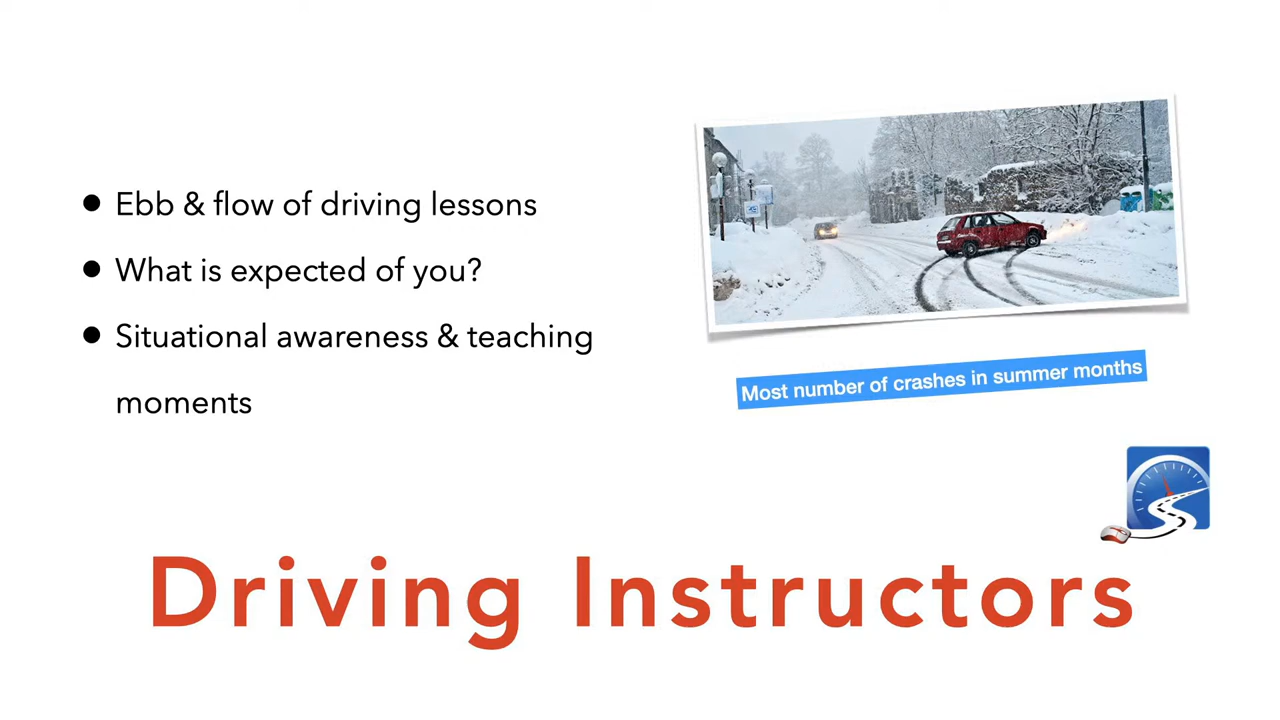 ● Ebb & flow of driving lessons
● What is expected of you?
● Situational awareness & teaching
moments
Most number of crashes in summer months
Driving Instructors